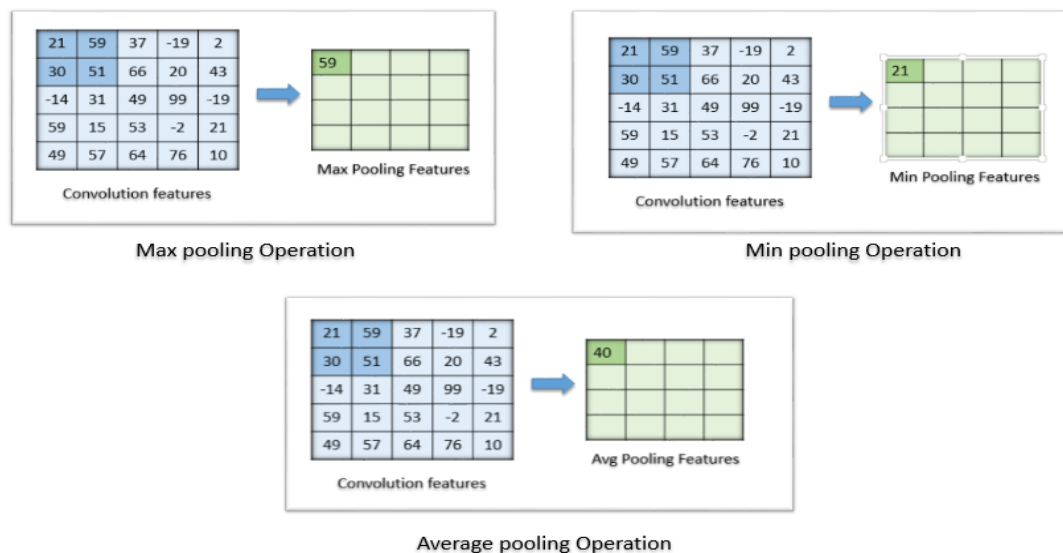 21 59 37 -19 2
30 51 66 20 43
-14 31 49 99 -19
59 15 53 -2 21
49 57 64 76 10
Convolution features
59
Max Pooling Features
Max pooling Operation
21 59 37 -19 2
30 51 66 20 43
-14 31 49 99 -19
59 15 53 -2 21
49 57 64 76 10
Convolution features
21
Min Pooling Features
Min pooling Operation
21 59 37 -19 2
30 51 66 20 43
-14 31 49 99 -19
59 15 53 -2 21
49 57 64 76 10
Convolution features
40
Avg Pooling Features
Average pooling Operation